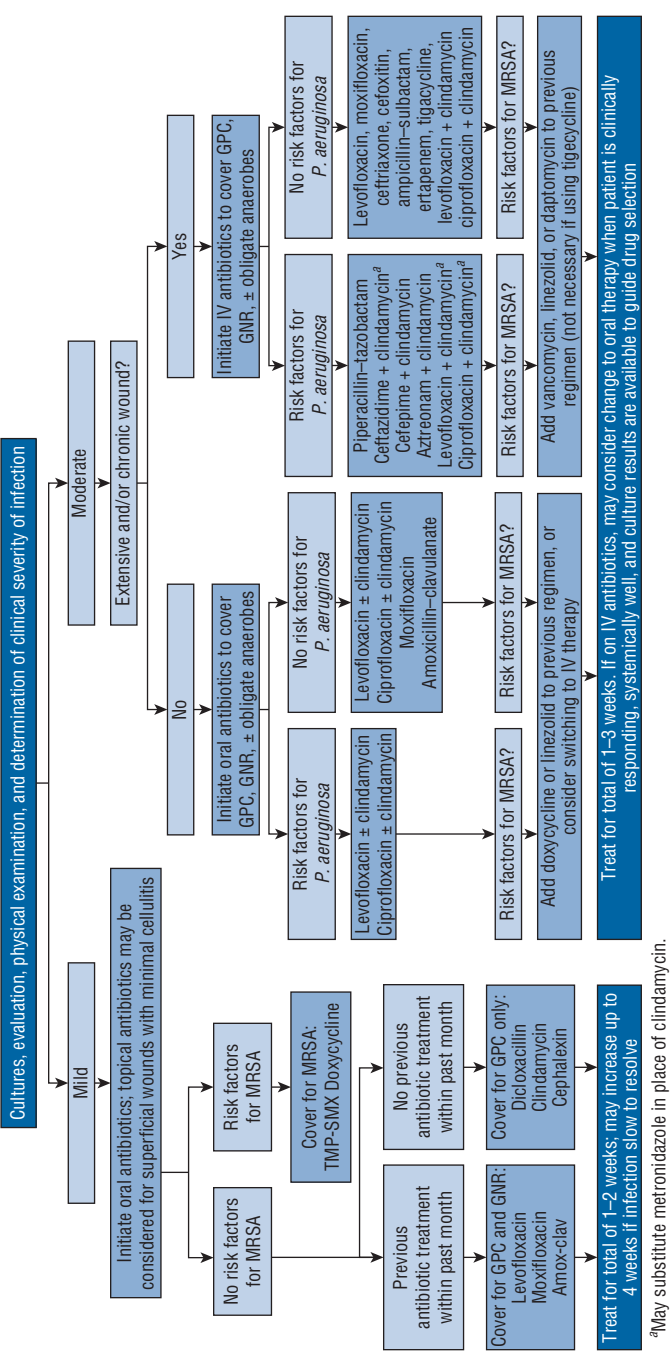 Cultures, evaluation, physical examination, and determination of clinical severity of infection
Mild
Initiate oral antibiotics; topical antibiotics may be
considered for superficial wounds with minimal cellulitis
No risk factors
for MRSA
Risk factors
for MRSA
Cover for MRSA:
TMP-SMX Doxycycline
Previous
antibiotic treatment
within past month
No previous
antibiotic treatment
within past month
Cover for GPC and GNR:
Levofloxacin
Moxifloxacin
Amox-clav
Cover for GPC only:
Dicloxacillin
Clindamycin
Cephalexin
Treat for total of 1–2 weeks; may increase up to
4 weeks if infection slow to resolve
Moderate
Extensive and/or chronic wound?
No
Initiate oral antibiotics to cover
GPC, GNR, ± obligate anaerobes
Risk factors for
P. aeruginosa
No risk factors for
P. aeruginosa
Levofloxacin ± clindamycin
Ciprofloxacin ± clindamycin
Levofloxacin ± clindamycin
Ciprofloxacin ± clindamycin
Moxifloxacin
Amoxicillin–clavulanate
Risk factors for MRSA?
Risk factors for MRSA?
Add doxycycline or linezolid to previous regimen, or
consider switching to IV therapy
Yes
Initiate IV antibiotics to cover GPC,
GNR, ± obligate anaerobes
Risk factors for
P. aeruginosa
No risk factors for
P. aeruginosa
Piperacillin–tazobactam
Ceftazidime + clindamycinᵃ
Cefepime + clindamycin
Aztreonam + clindamycin
Levofloxacin + clindamycinᵃ
Ciprofloxacin + clindamycinᵃ
Levofloxacin, moxifloxacin,
ceftriaxone, cefoxitin,
ampicillin–sulbactam,
ertapenem, tigacycline,
levofloxacin + clindamycin
ciprofloxacin + clindamycin
Risk factors for MRSA?
Risk factors for MRSA?
Add vancomycin, linezolid, or daptomycin to previous
regimen (not necessary if using tigecycline)
Treat for total of 1–3 weeks. If on IV antibiotics, may consider change to oral therapy when patient is clinically
responding, systemically well, and culture results are available to guide drug selection
ᵃMay substitute metronidazole in place of clindamycin.